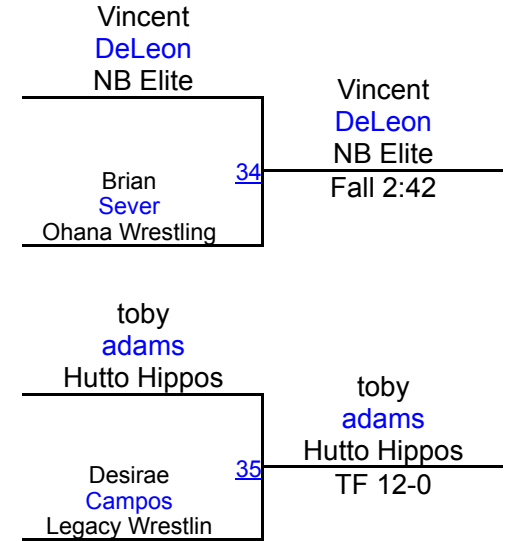 Vincent
DeLeon
NB Elite
Vincent
DeLeon
NB Elite
34
Fall 2:42
Brian
Sever
Ohana Wrestling
toby
adams
Hutto Hippos
toby
adams
Hutto Hippos
35
TF 12-0
Desirae
Campos
Legacy Wrestlin